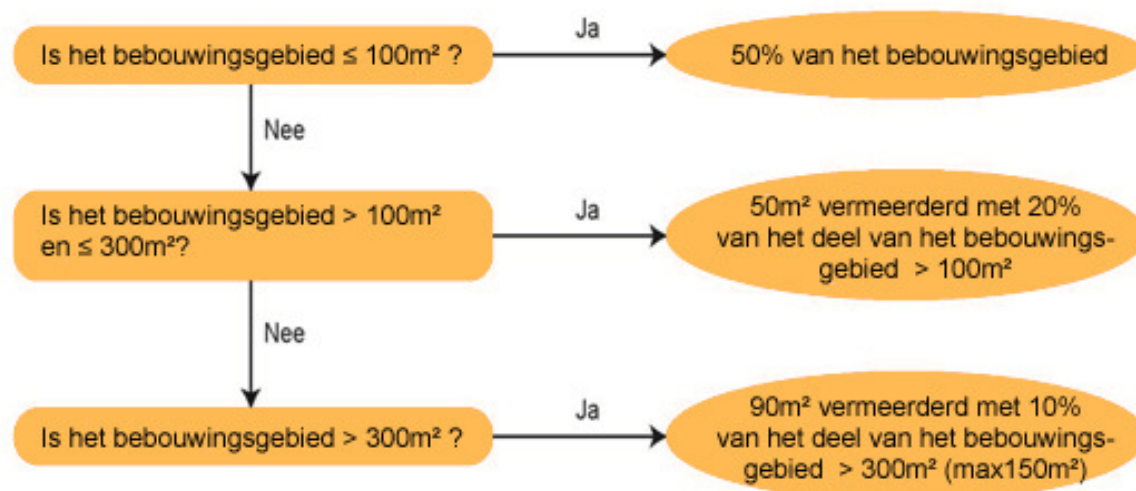 Is het bebouwingsgebied ≤ 100m² ?
Ja
50% van het bebouwingsgebied
Nee
Is het bebouwingsgebied > 100m²
en ≤ 300m²?
Ja
50m² vermeerderd met 20%
van het deel van het bebouwings-
gebied > 100m²
Nee
Is het bebouwingsgebied > 300m² ?
Ja
90m² vermeerderd met 10%
van het deel van het bebouwings-
gebied > 300m² (max150m²)